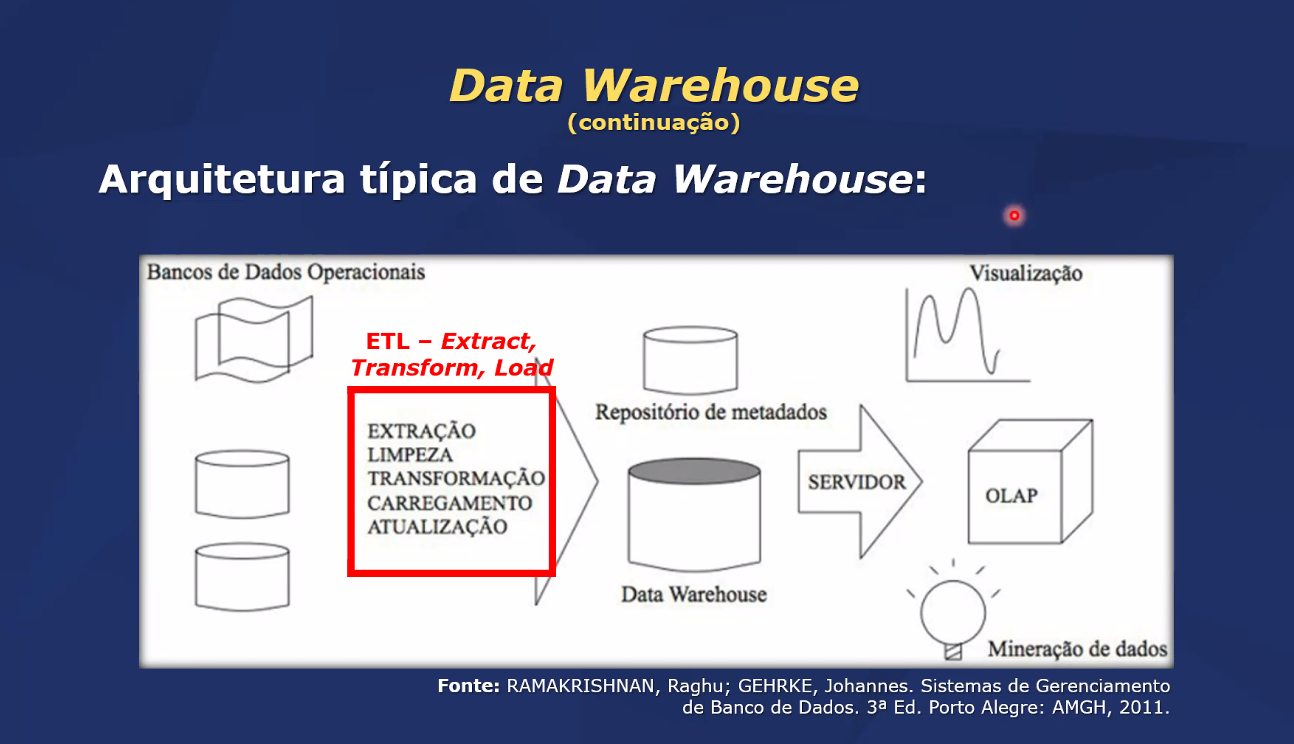 Data Warehouse
(continuação)
Arquitetura típica de Data Warehouse:
Bancos de Dados Operacionais
ETL – Extract,
Transform, Load
EXTRAÇÃO
LIMPEZA
TRANSFORMAÇÃO
CARREGAMENTO
ATUALIZAÇÃO
Repositório de metadados
Data Warehouse
SERVIDOR
Visualização
OLAP
Mineração de dados
Fonte: RAMAKRISHNAN, Raghu; GEHRKE, Johannes. Sistemas de Gerenciamento
de Banco de Dados. 3ª Ed. Porto Alegre: AMGH, 2011.